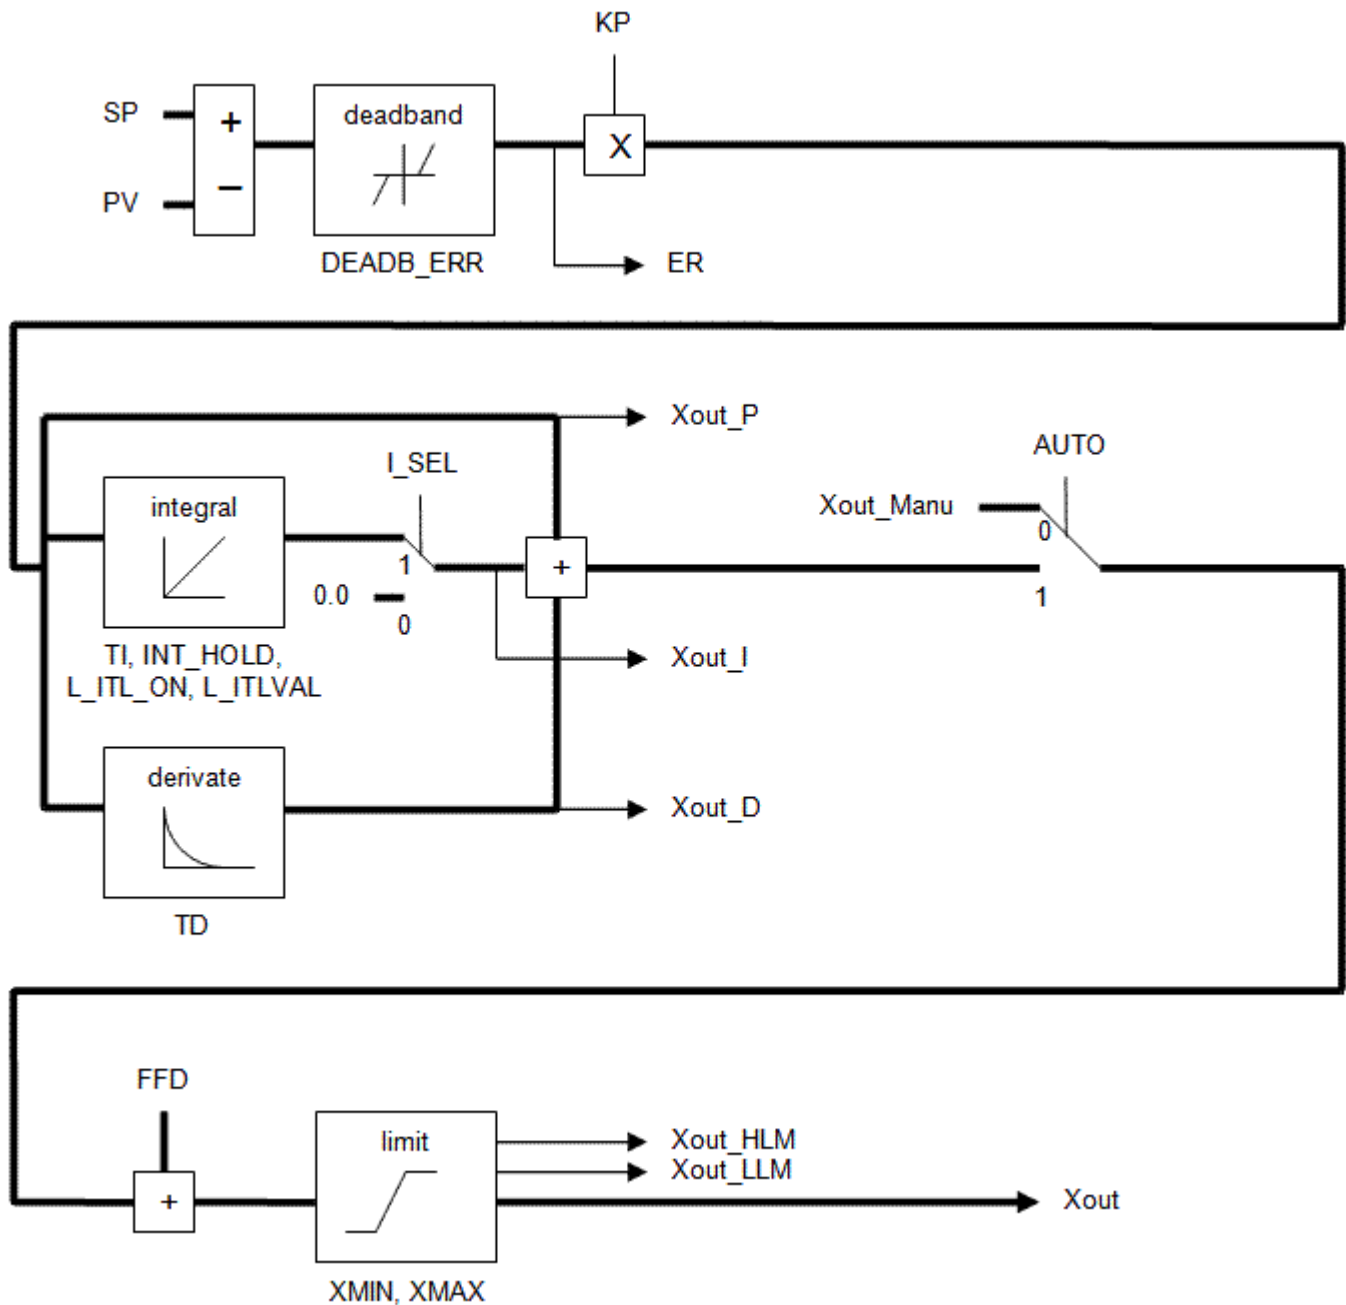 KP
SP
+
deadband
X
PV
−
DEADB_ERR
ER
Xout_P
I_SEL
AUTO
integral
Xout_Manu
0
1
+
0.0
0
1
TI, INT_HOLD,
L_ITL_ON, L_ITLVAL
Xout_I
derivate
Xout_D
TD
FFD
limit
Xout_HLM
Xout_LLM
+
Xout
XMIN, XMAX